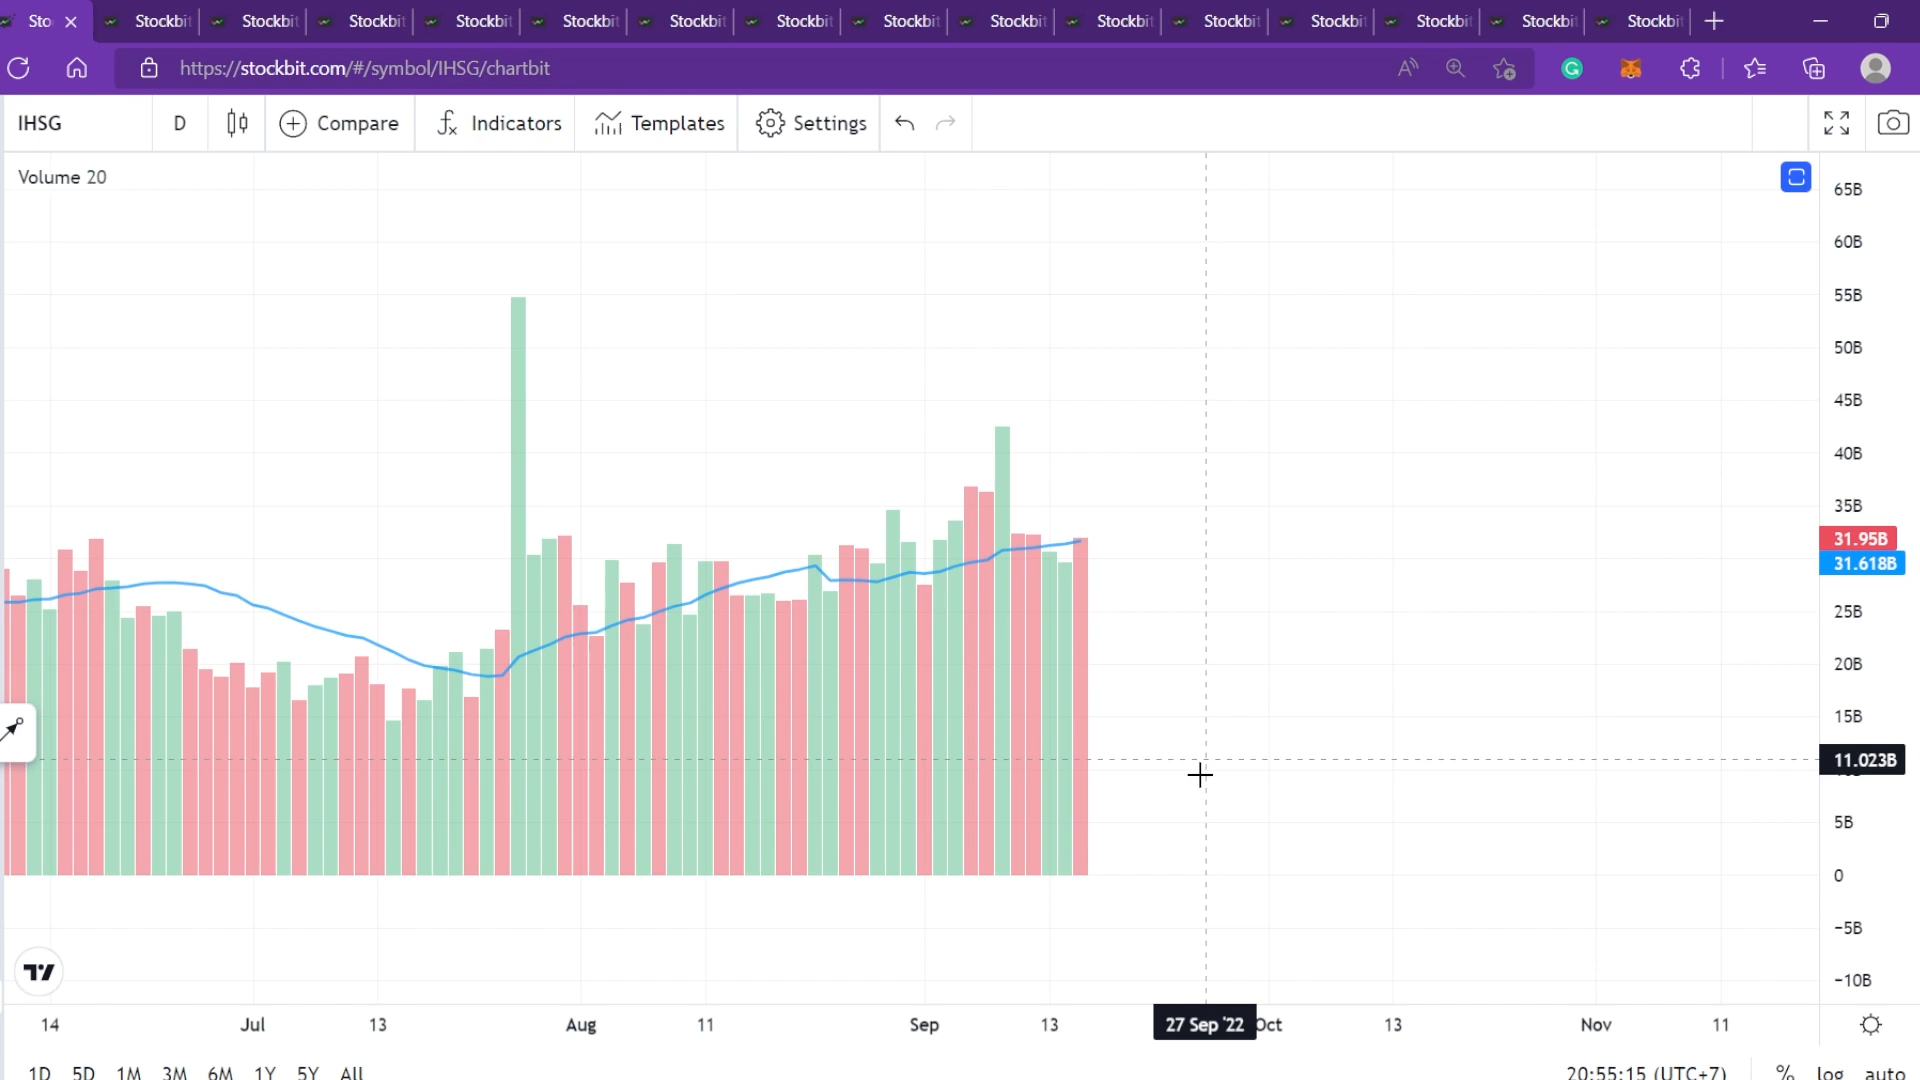 Sto
Stockbit Stockbit Stockbit Stockbit Stockbit Stockbit Stockbit Stockbit Stockbit Stockbit Stockbit Stockbit Stockbit Stockbit Stockbit
https://stockbit.com/#/symbol/IHSG/chartbit
IHSG D Compare Indicators Templates Settings
Volume 20
65B
60B
55B
50B
45B
40B
35B
31.95B
31.618B
25B
20B
15B
11.023B
5B
0
-5B
-10B
14 Jul 13 Aug 11 Sep 13 27 Sep '22 Oct 13 Nov 11
1D 5D 1M 3M 6M 1Y 5Y All 20:55:15 (UTC+7) % log auto